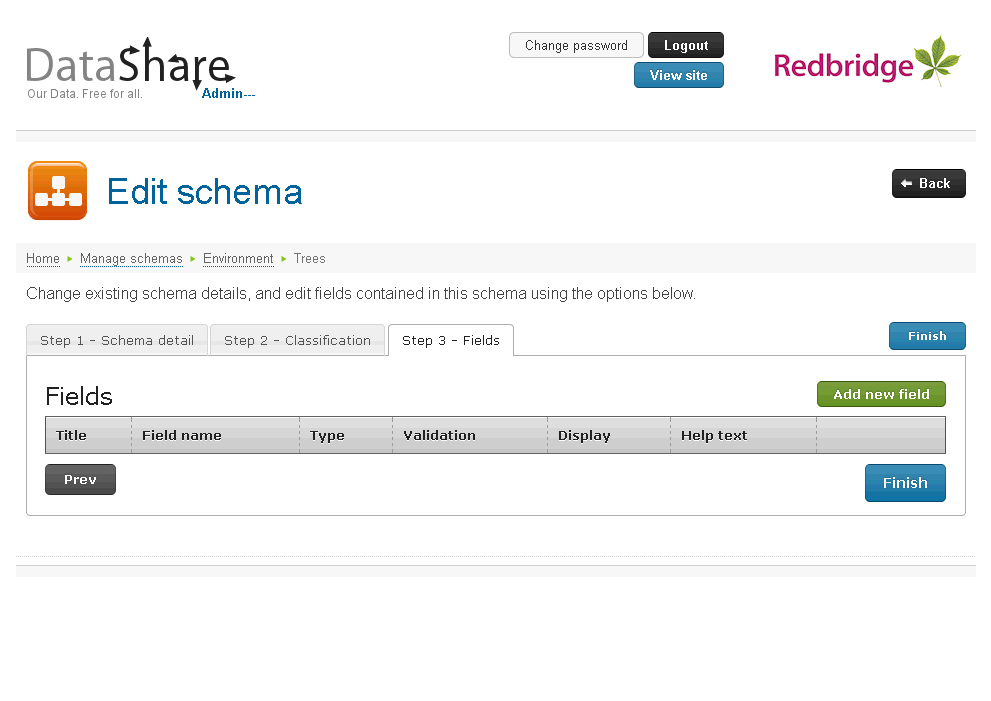 DataShare
Our Data. Free for all.
Admin---
Change password
Logout
View site
Redbridge
Edit schema
Back
Home Manage schemas Environment Trees
Change existing schema details, and edit fields contained in this schema using the options below.
Step 1 - Schema detail Step 2 - Classification Step 3 - Fields
Finish
Fields
Add new field
Title Field name Type Validation Display Help text
Prev
Finish